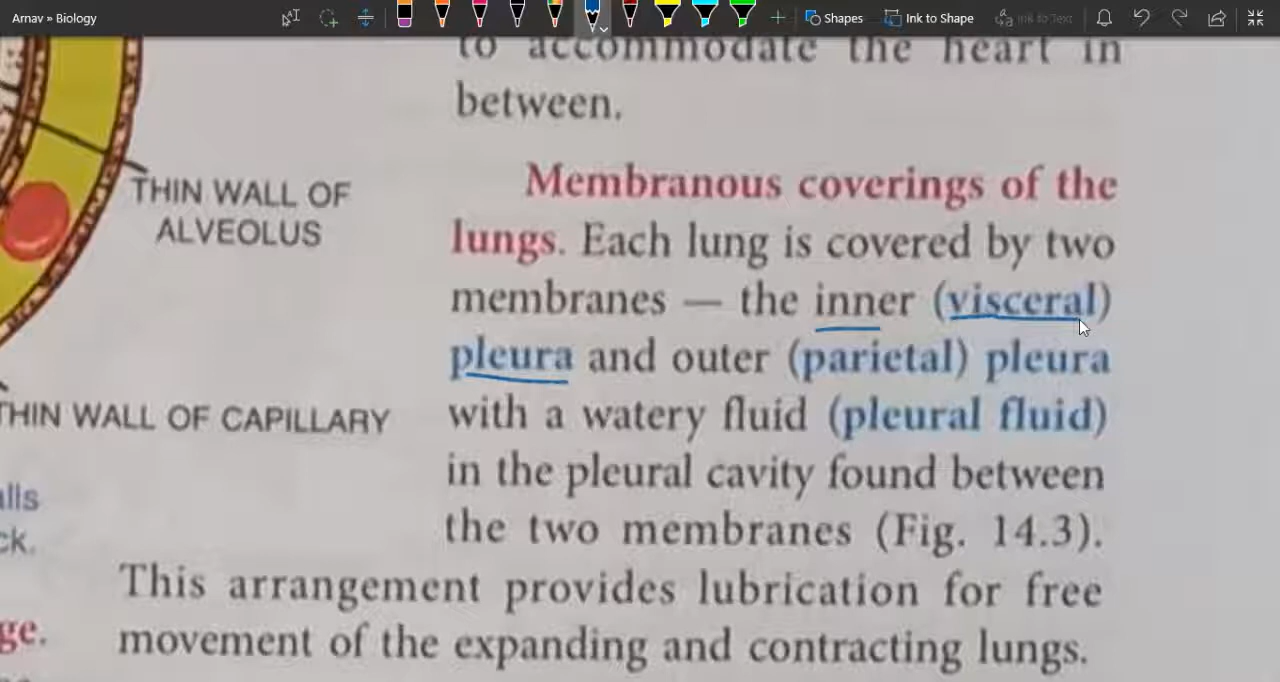 Arnav » Biology
Shapes
Ink to Shape
Ink to Text
to accommodate the heart in
between.
THIN WALL OF
ALVEOLUS
THIN WALL OF CAPILLARY
Membranous coverings of the
lungs. Each lung is covered by two
membranes — the inner (visceral)
pleura and outer (parietal) pleura
with a watery fluid (pleural fluid)
in the pleural cavity found between
the two membranes (Fig. 14.3).
This arrangement provides lubrication for free
movement of the expanding and contracting lungs.